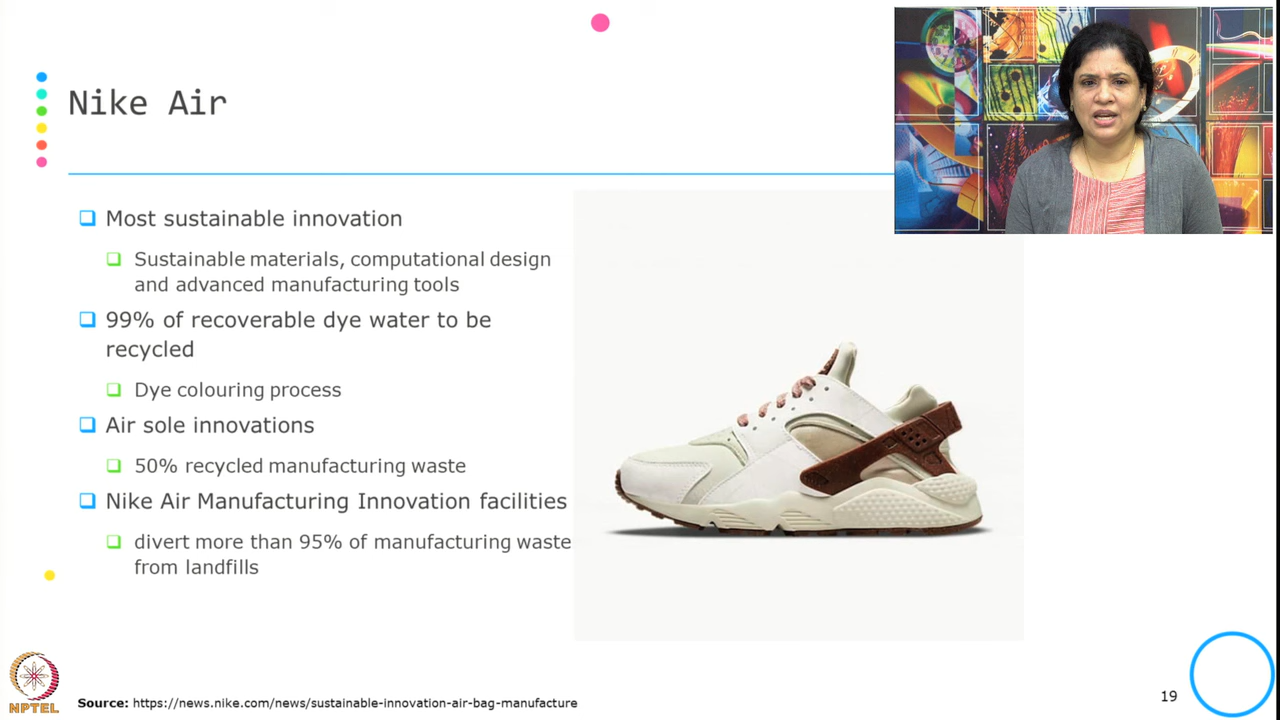 Nike Air
Most sustainable innovation
Sustainable materials, computational design
and advanced manufacturing tools
99% of recoverable dye water to be
recycled
Dye colouring process
Air sole innovations
50% recycled manufacturing waste
Nike Air Manufacturing Innovation facilities
divert more than 95% of manufacturing waste
from landfills
NPTEL
Source: https://news.nike.com/news/sustainable-innovation-air-bag-manufacture
19